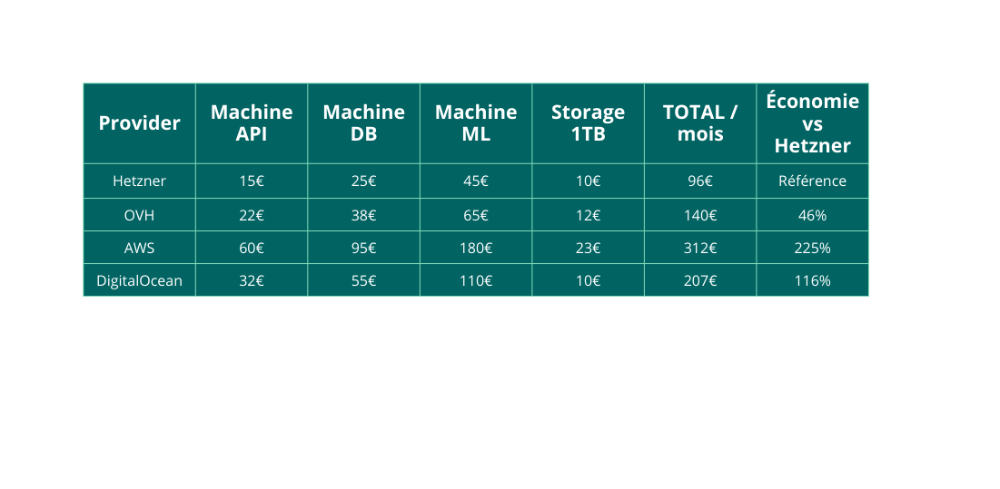 Provider
Machine
API
Machine
DB
Machine
ML
Storage
1TB
TOTAL /
mois
Économie
vs
Hetzner
Hetzner 15€ 25€ 45€ 10€ 96€ Référence
OVH 22€ 38€ 65€ 12€ 140€ 46%
AWS 60€ 95€ 180€ 23€ 312€ 225%
DigitalOcean 32€ 55€ 110€ 10€ 207€ 116%